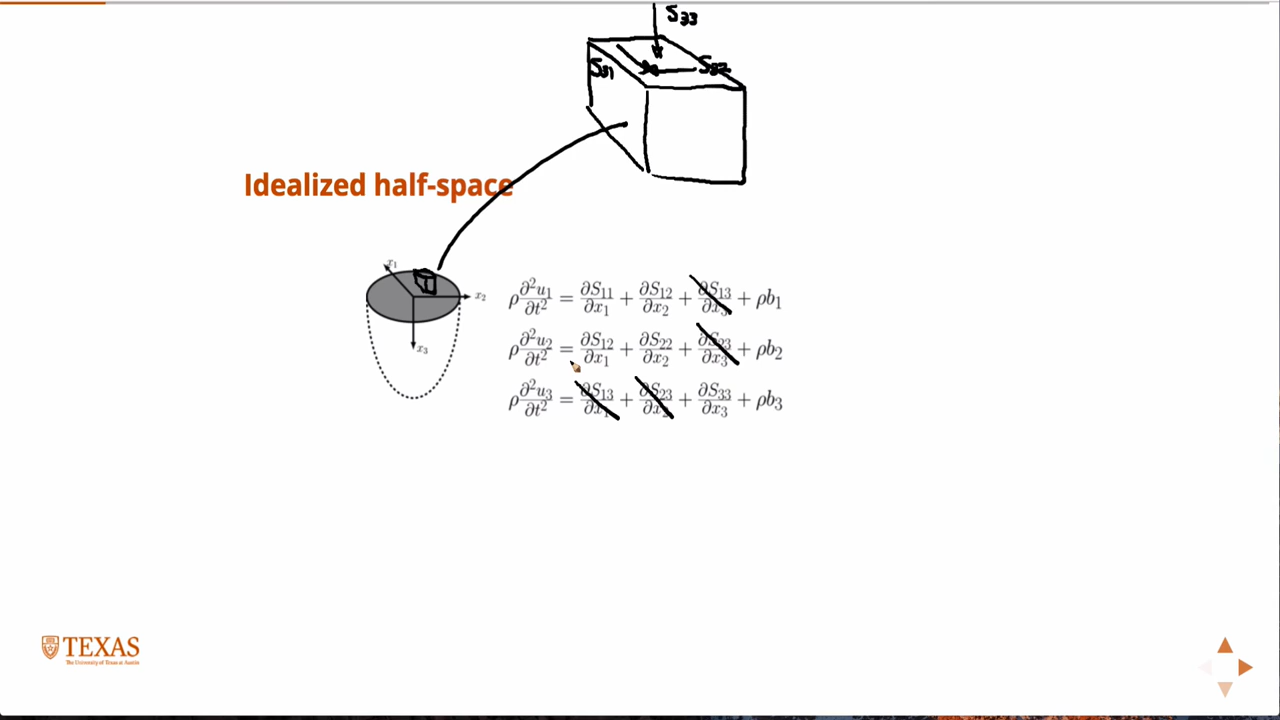 S33
S31
S32
Idealized half-space
x₁
x₂
x₃
ρ ∂²u₁/∂t² = ∂S₁₁/∂x₁ + ∂S₁₂/∂x₂ + ∂S₁₃/∂x₃ + ρb₁
ρ ∂²u₂/∂t² = ∂S₁₂/∂x₁ + ∂S₂₂/∂x₂ + ∂S₂₃/∂x₃ + ρb₂
ρ ∂²u₃/∂t² = ∂S₁₃/∂x₁ + ∂S₂₃/∂x₂ + ∂S₃₃/∂x₃ + ρb₃
TEXAS
The University of Texas at Austin